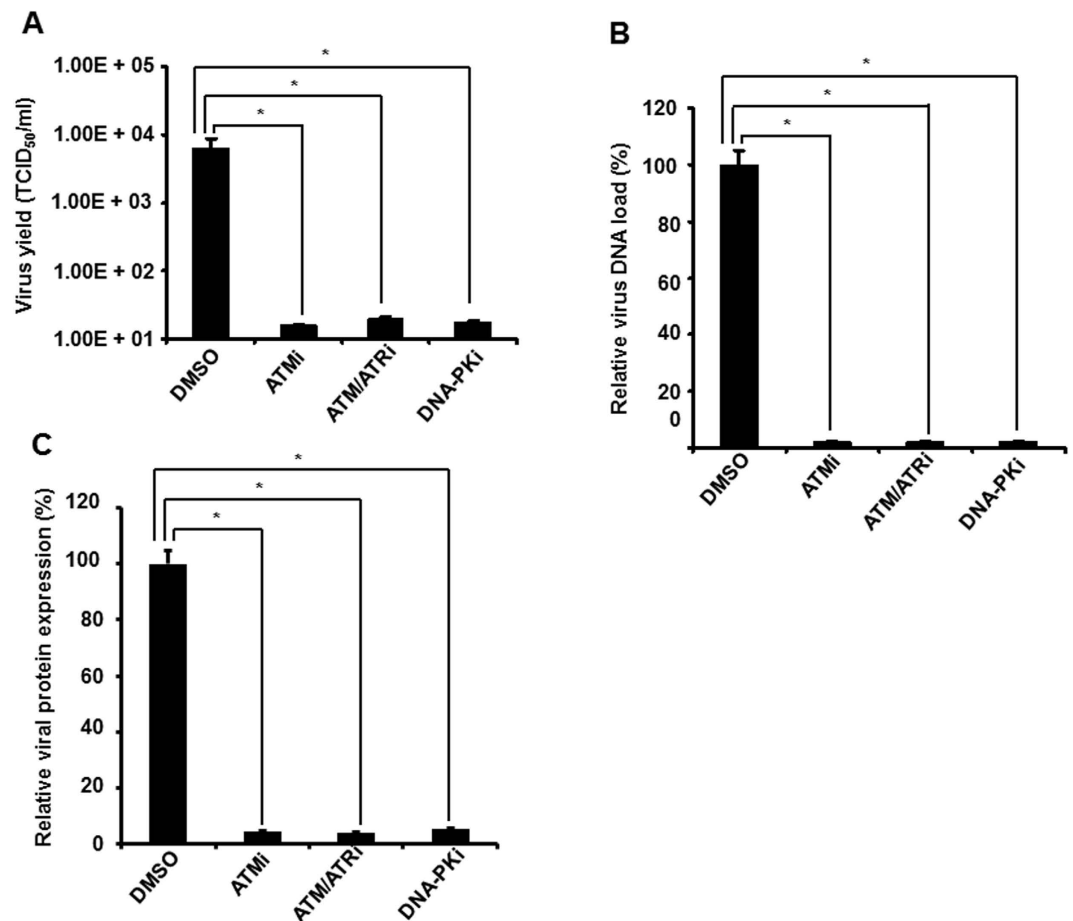 A
Virus yield (TCID50/ml)
1.00E + 05
1.00E + 04
1.00E + 03
1.00E + 02
1.00E + 01
*
*
*
DMSO
ATMi
ATM/ATRi
DNA-PKi
B
Relative virus DNA load (%)
120
100
80
60
40
20
0
*
*
*
DMSO
ATMi
ATM/ATRi
DNA-PKi
C
Relative viral protein expression (%)
120
100
80
60
40
20
0
*
*
*
DMSO
ATMi
ATM/ATRi
DNA-PKi